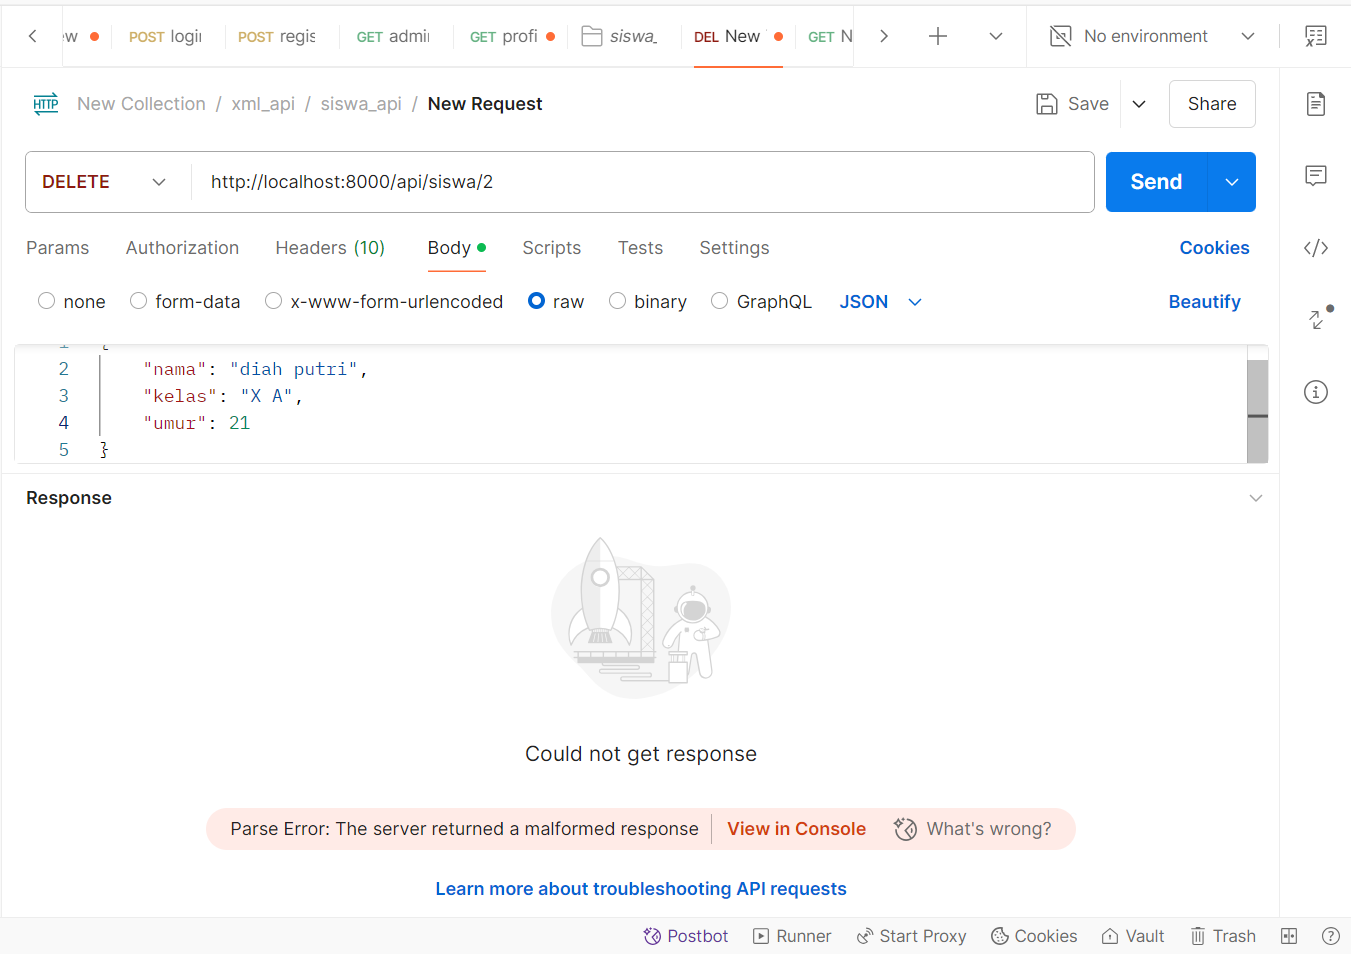 ew POST login POST regis GET admin GET profi siswa_ DEL New GET N No environment
HTTP New Collection / xml_api / siswa_api / New Request Save Share
DELETE http://localhost:8000/api/siswa/2 Send
Params Authorization Headers (10) Body Scripts Tests Settings Cookies
none form-data x-www-form-urlencoded raw binary GraphQL JSON Beautify
1 {
2 "nama": "diah putri",
3 "kelas": "X A",
4 "umur": 21
5 }
Response
Could not get response
Parse Error: The server returned a malformed response View in Console What's wrong?
Learn more about troubleshooting API requests
Postbot Runner Start Proxy Cookies Vault Trash